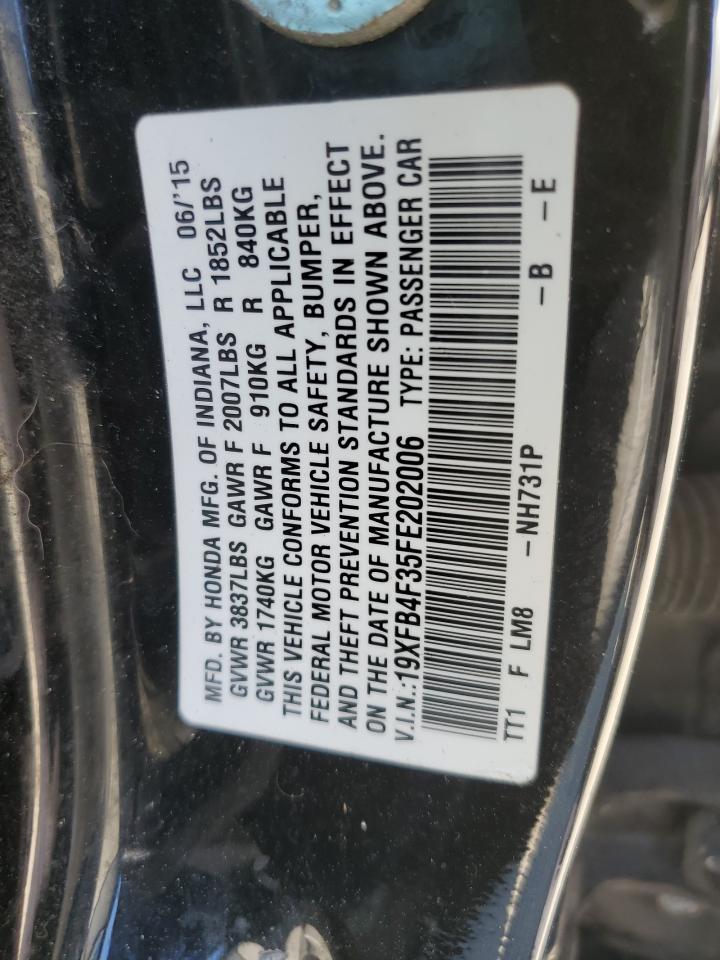 MFD. BY HONDA MFG. OF INDIANA, LLC 06/'15
GVWR 3837LBS GAWR F 2007LBS R 1852LBS
GVWR 1740KG GAWR F 910KG R 840KG
THIS VEHICLE CONFORMS TO ALL APPLICABLE
FEDERAL MOTOR VEHICLE SAFETY, BUMPER,
AND THEFT PREVENTION STANDARDS IN EFFECT
ON THE DATE OF MANUFACTURE SHOWN ABOVE.
V.I.N.:19XFB4F35FE202006 TYPE: PASSENGER CAR
TT1 F LM8 -NH731P -B -E